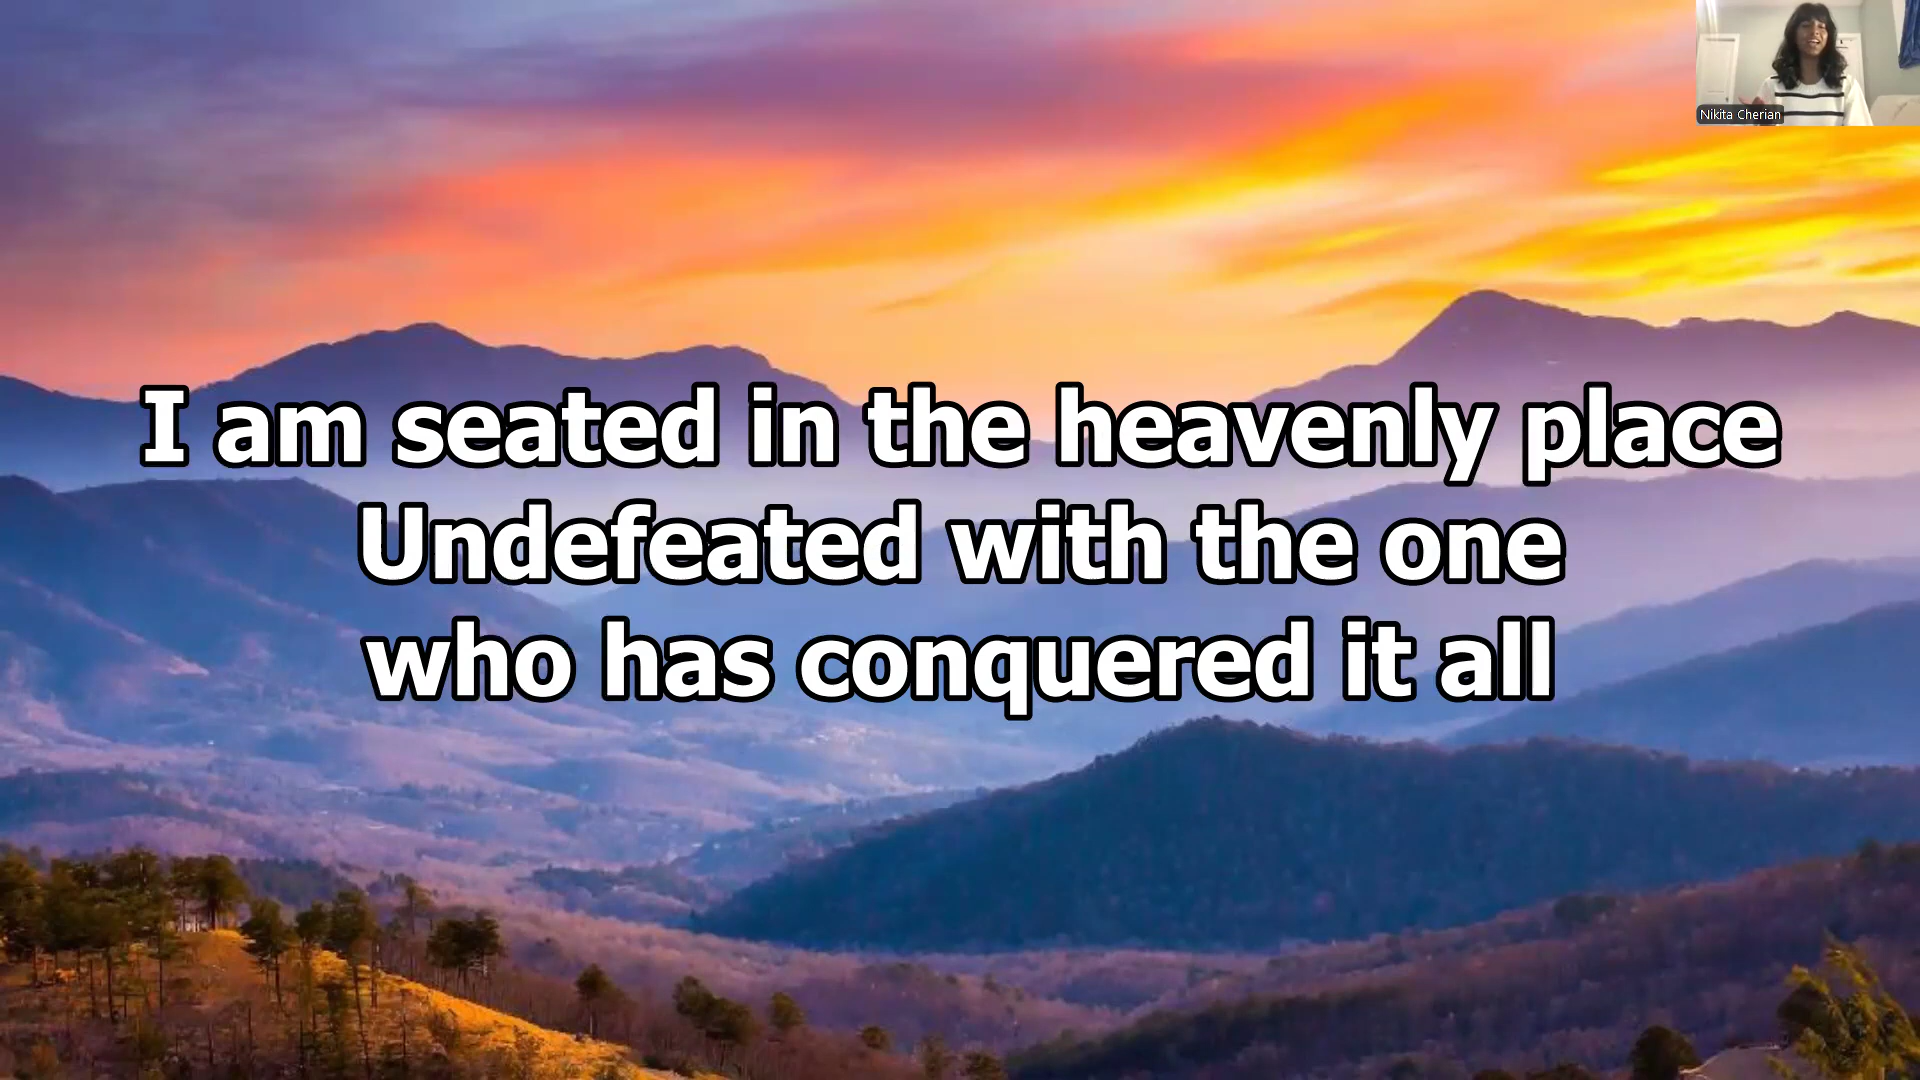 Nikita Cherian
I am seated in the heavenly place
Undefeated with the one
who has conquered it all